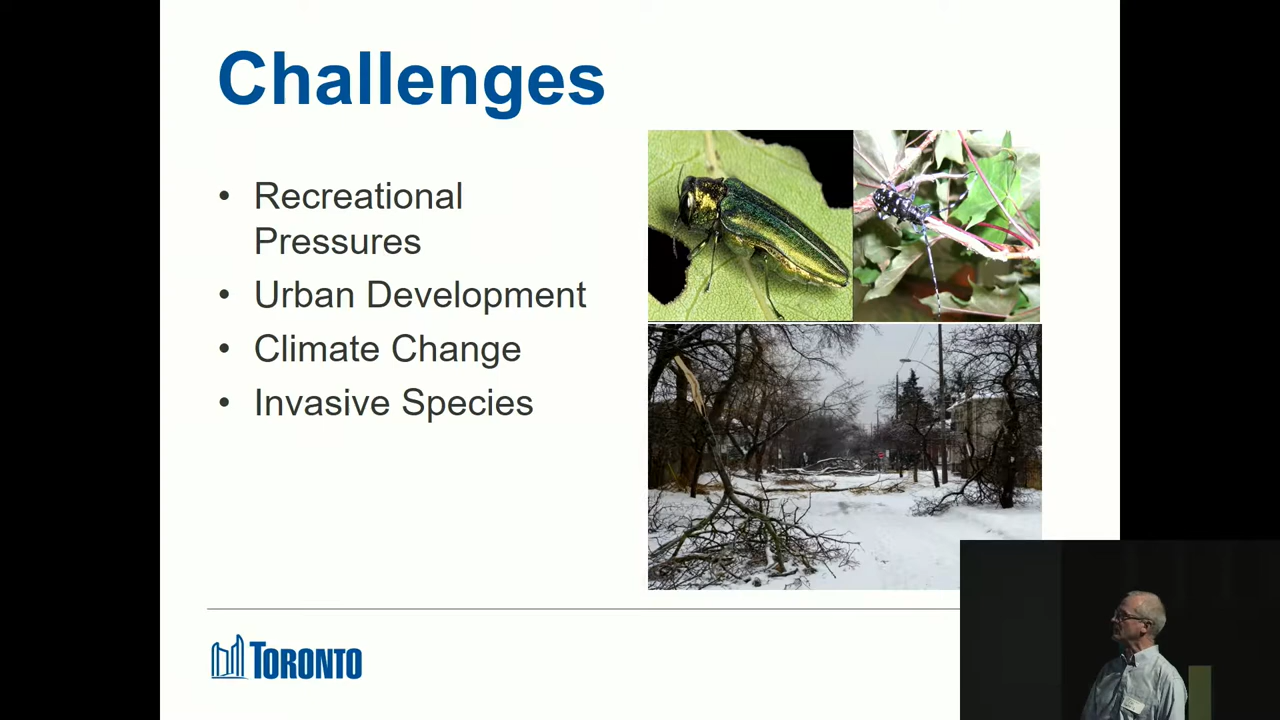 Challenges
• Recreational
Pressures
• Urban Development
• Climate Change
• Invasive Species
TORONTO